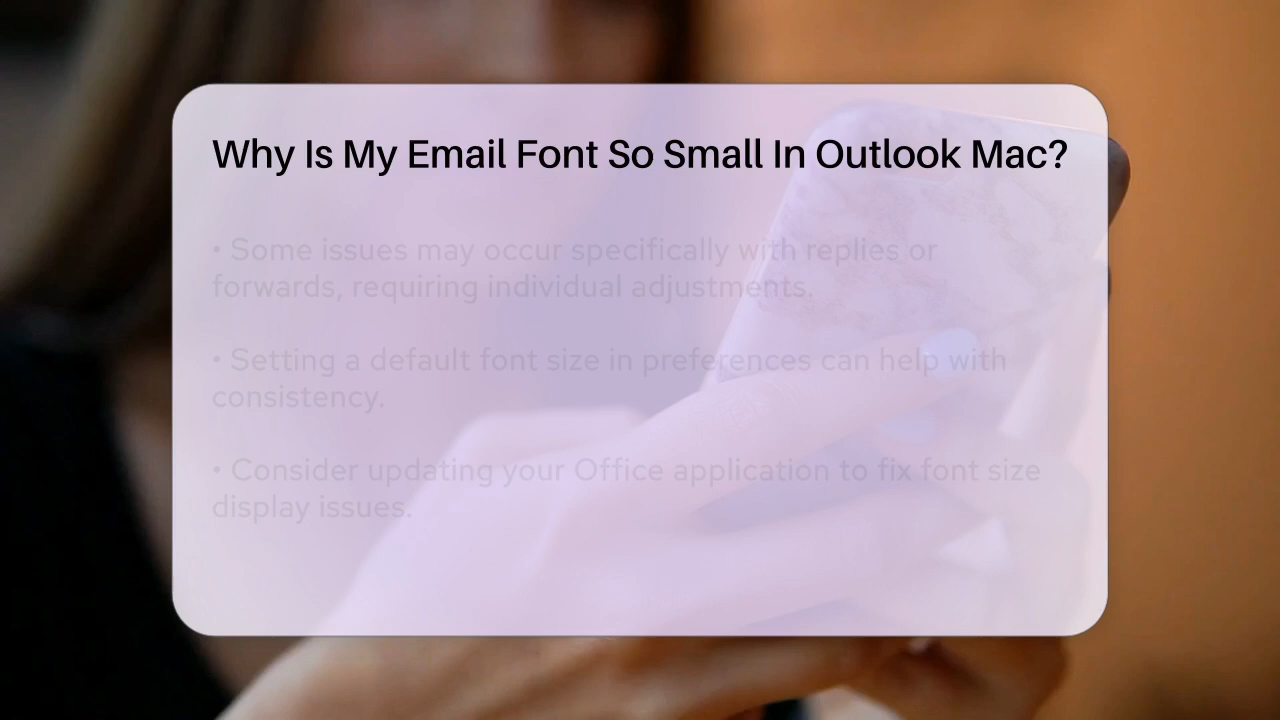 Why Is My Email Font So Small In Outlook Mac?
• Some issues may occur specifically with replies or
forwards, requiring individual adjustments.
• Setting a default font size in preferences can help with
consistency.
• Consider updating your Office application to fix font size
display issues.